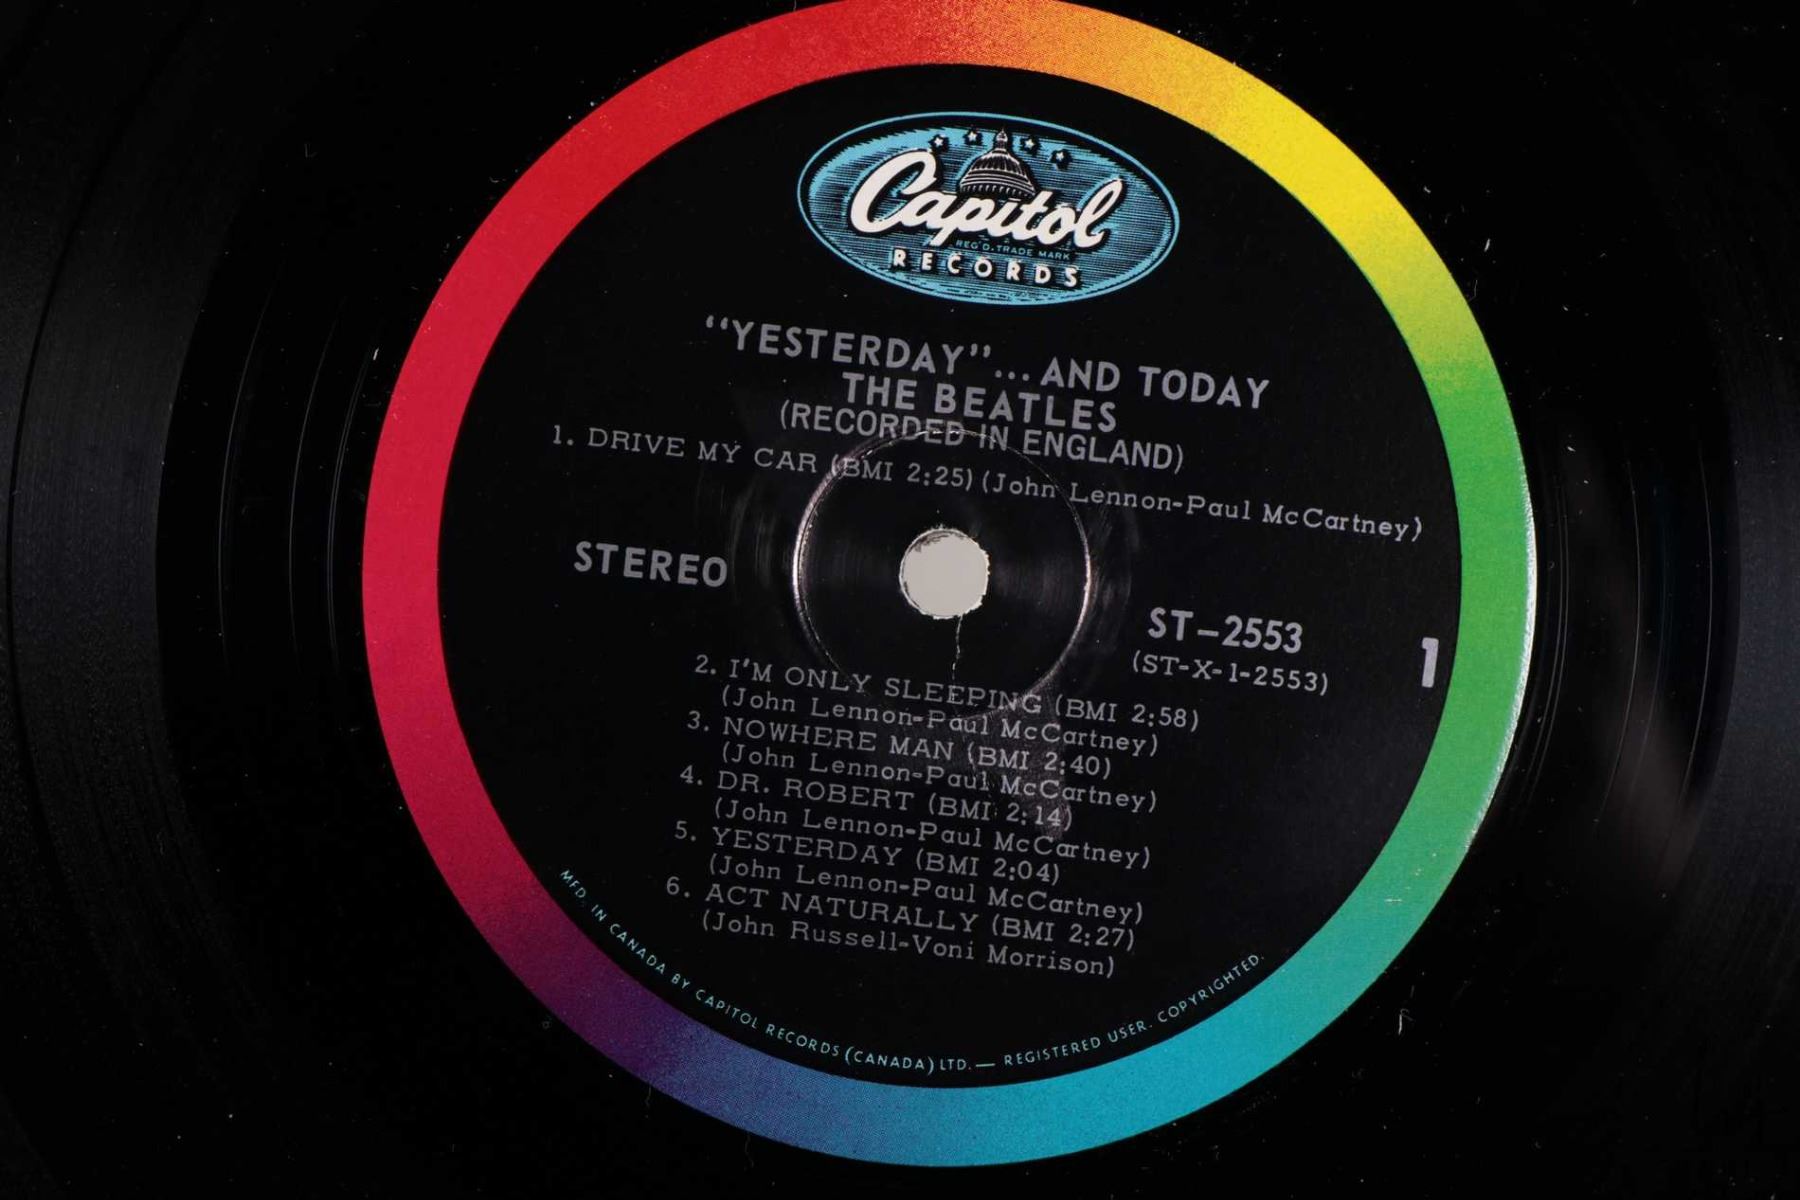 Capitol
REG'D. TRADE MARK
RECORDS
“YESTERDAY”...AND TODAY
THE BEATLES
(RECORDED IN ENGLAND)
1. DRIVE MY CAR (BMI 2:25) (John Lennon-Paul McCartney)
STEREO
ST-2553
(ST-X-1-2553)
1
2. I'M ONLY SLEEPING (BMI 2:58)
(John Lennon-Paul McCartney)
3. NOWHERE MAN (BMI 2:40)
(John Lennon-Paul McCartney)
4. DR. ROBERT (BMI 2:14)
(John Lennon-Paul McCartney)
5. YESTERDAY (BMI 2:04)
(John Lennon-Paul McCartney)
6. ACT NATURALLY (BMI 2:27)
(John Russell-Voni Morrison)
MFD. IN CANADA BY CAPITOL RECORDS (CANADA) LTD. — REGISTERED USER. COPYRIGHTED.